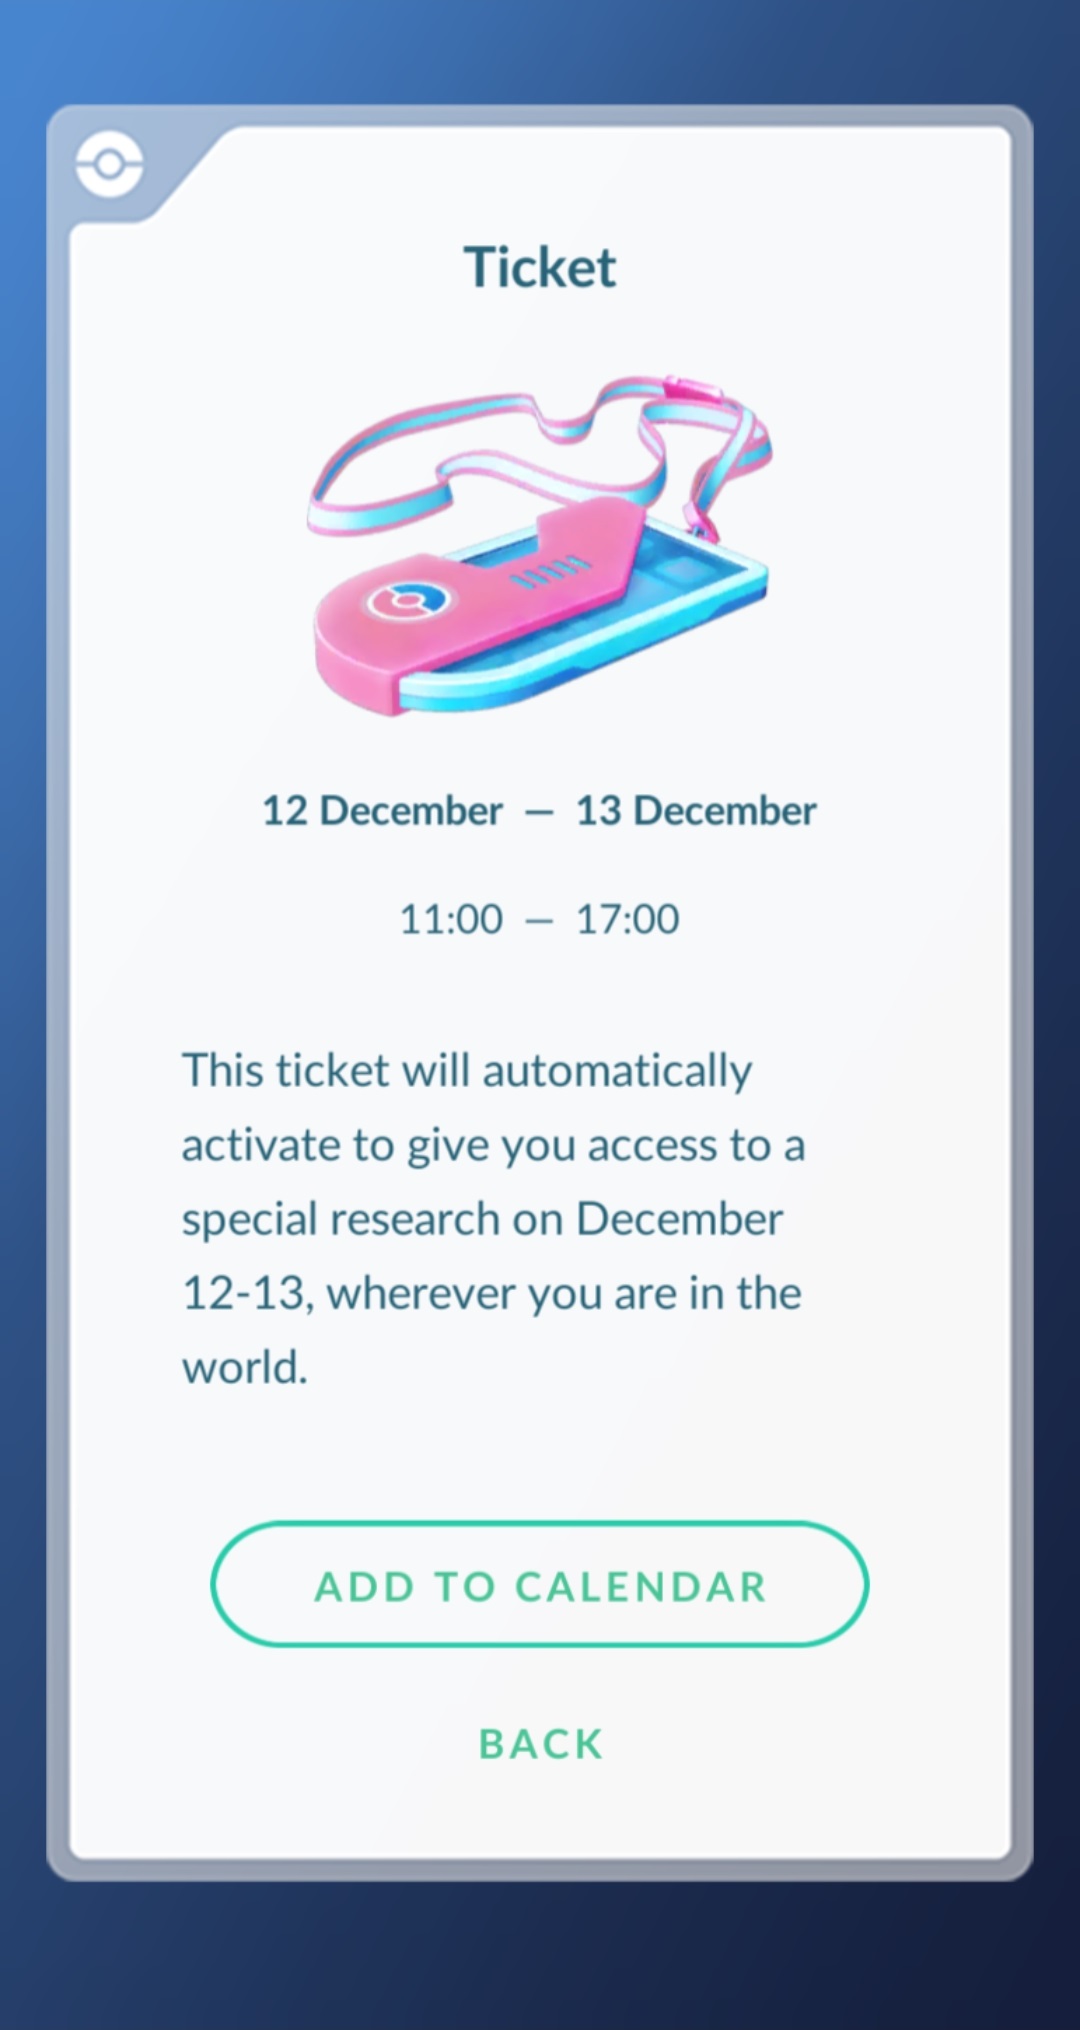 Ticket
12 December — 13 December
11:00 — 17:00
This ticket will automatically
activate to give you access to a
special research on December
12-13, wherever you are in the
world.
ADD TO CALENDAR
BACK